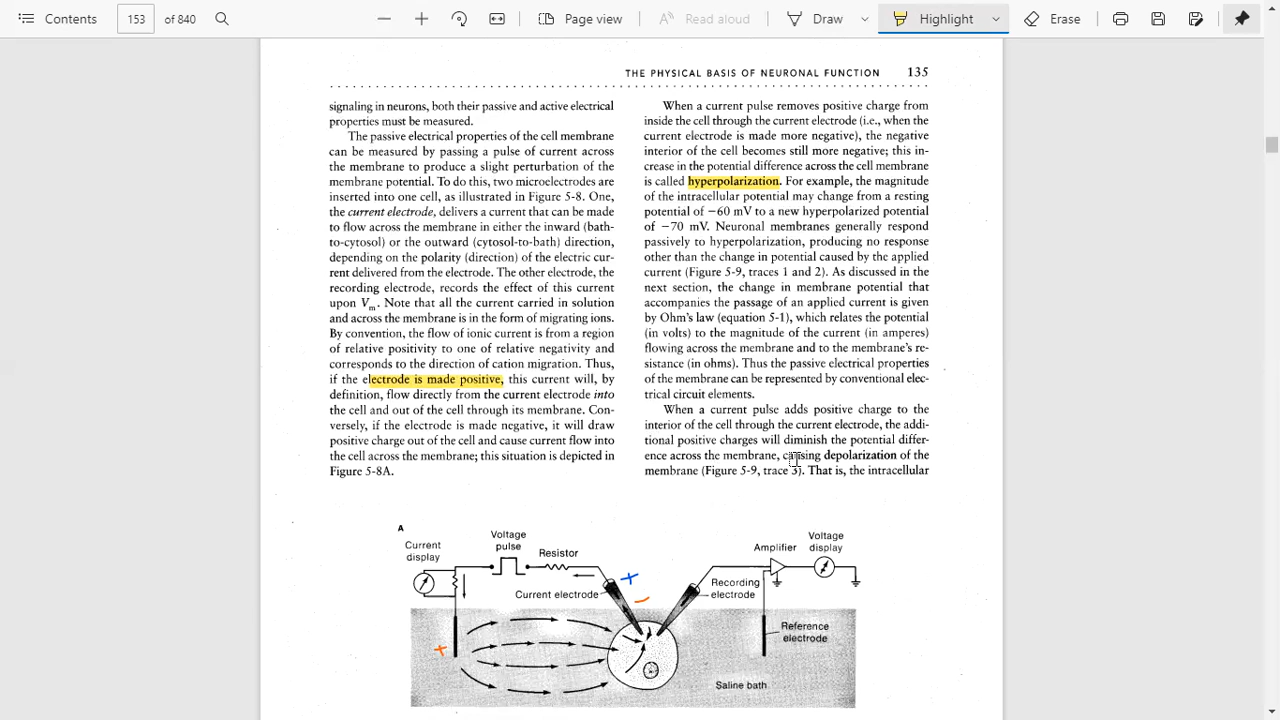 Contents
153
of 840
Page view
Read aloud
Draw
Highlight
Erase
THE PHYSICAL BASIS OF NEURONAL FUNCTION 135
signaling in neurons, both their passive and active electrical
properties must be measured.
The passive electrical properties of the cell membrane
can be measured by passing a pulse of current across
the membrane to produce a slight perturbation of the
membrane potential. To do this, two microelectrodes are
inserted into one cell, as illustrated in Figure 5-8. One,
the current electrode, delivers a current that can be made
to flow across the membrane in either the inward (bath-
to-cytosol) or the outward (cytosol-to-bath) direction,
depending on the polarity (direction) of the electric cur-
rent delivered from the electrode. The other electrode, the
recording electrode, records the effect of this current
upon Vm. Note that all the current carried in solution
and across the membrane is in the form of migrating ions.
By convention, the flow of ionic current is from a region
of relative positivity to one of relative negativity and
corresponds to the direction of cation migration. Thus,
if the electrode is made positive, this current will, by
definition, flow directly from the current electrode into
the cell and out of the cell through its membrane. Con-
versely, if the electrode is made negative, it will draw
positive charge out of the cell and cause current flow into
the cell across the membrane; this situation is depicted in
Figure 5-8A.
When a current pulse removes positive charge from
inside the cell through the current electrode (i.e., when the
current electrode is made more negative), the negative
interior of the cell becomes still more negative; this in-
crease in the potential difference across the cell membrane
is called hyperpolarization. For example, the magnitude
of the intracellular potential may change from a resting
potential of −60 mV to a new hyperpolarized potential
of −70 mV. Neuronal membranes generally respond
passively to hyperpolarization, producing no response
other than the change in potential caused by the applied
current (Figure 5-9, traces 1 and 2). As discussed in the
next section, the change in membrane potential that
accompanies the passage of an applied current is given
by Ohm's law (equation 5-1), which relates the potential
(in volts) to the magnitude of the current (in amperes)
flowing across the membrane and to the membrane's re-
sistance (in ohms). Thus the passive electrical properties
of the membrane can be represented by conventional elec-
trical circuit elements.
When a current pulse adds positive charge to the
interior of the cell through the current electrode, the addi-
tional positive charges will diminish the potential differ-
ence across the membrane, causing depolarization of the
membrane (Figure 5-9, trace 3). That is, the intracellular
A
Current
display
Voltage
pulse
Resistor
Current electrode
+
−
Recording
electrode
Amplifier
Voltage
display
Reference
electrode
+
Saline bath